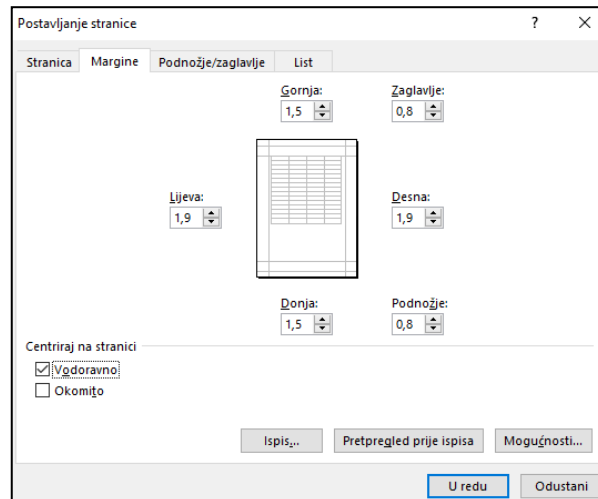 Postavljanje stranice ? ×
Stranica Margine Podnožje/zaglavlje List
Gornja: Zaglavlje:
1,5 0,8
Lijeva: Desna:
1,9 1,9
Donja: Podnožje:
1,5 0,8
Centriraj na stranici
Vodoravno
Okomito
Ispis... Pretpregled prije ispisa Mogućnosti...
U redu Odustani